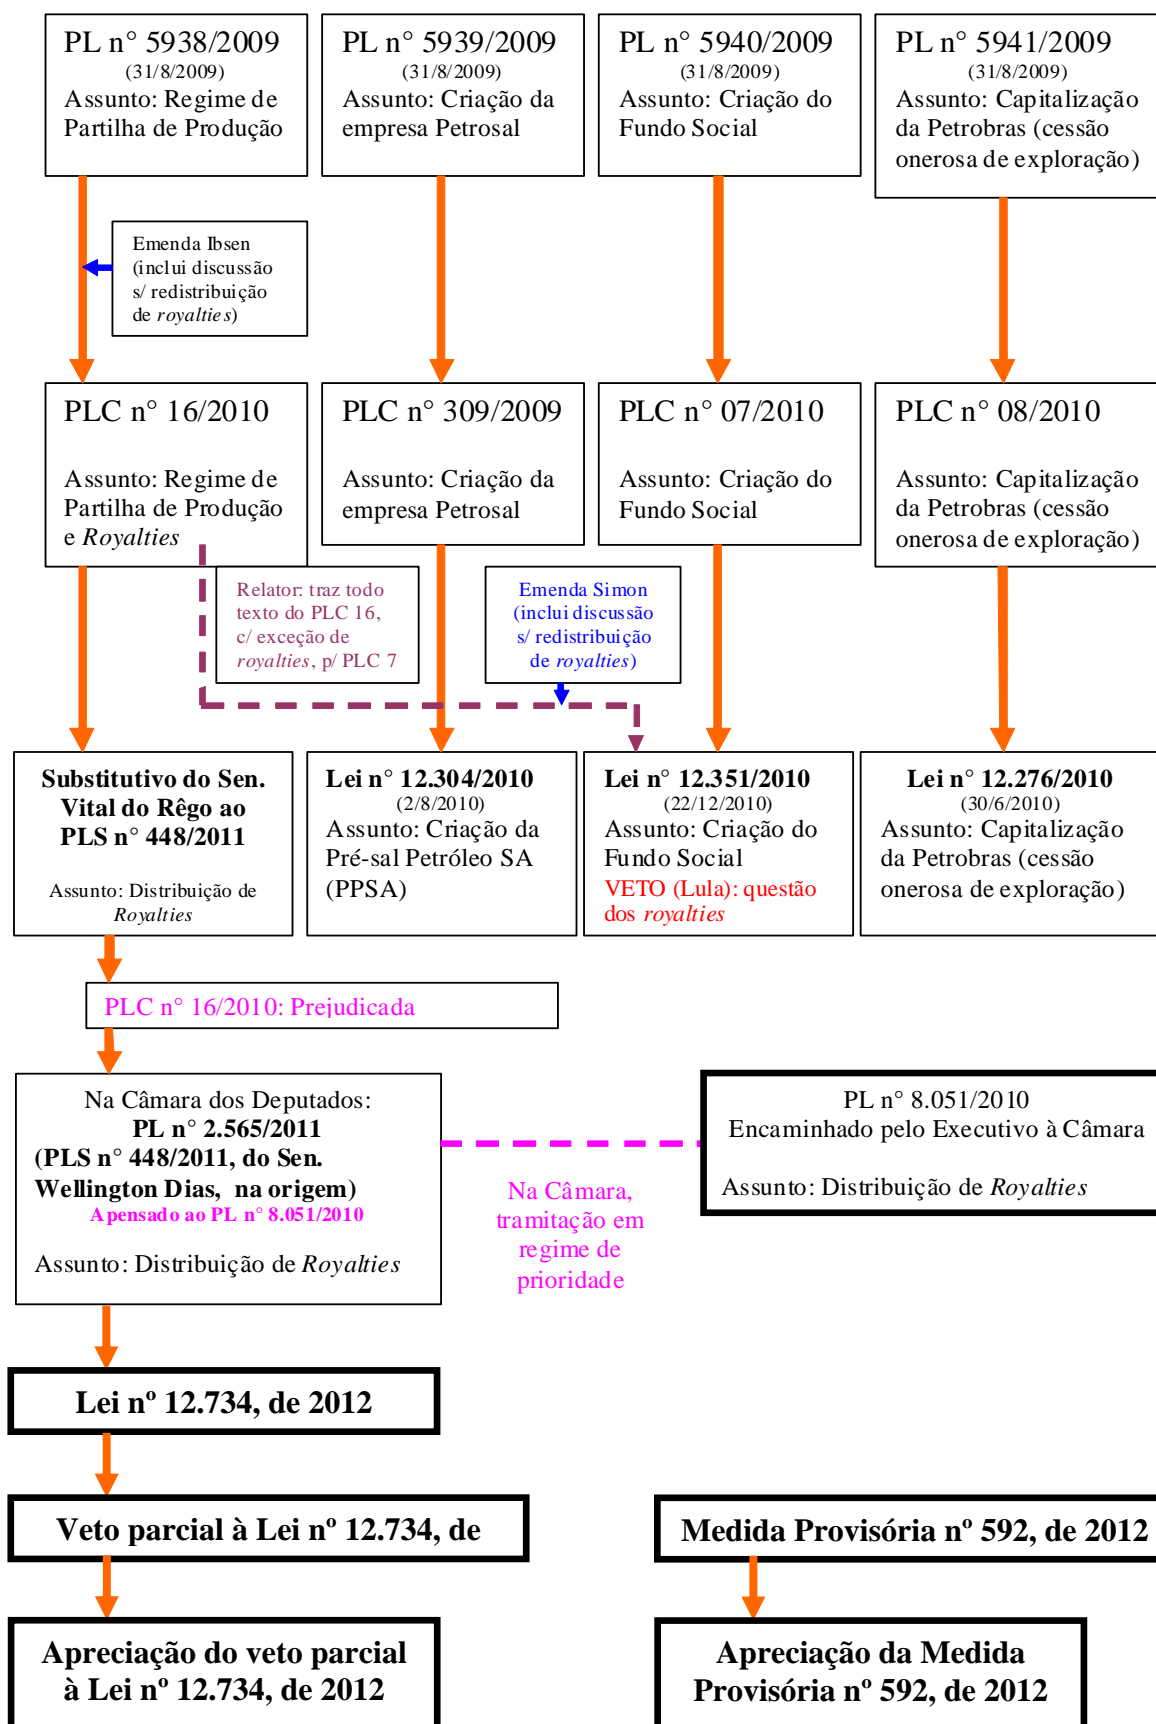 PL n° 5938/2009
(31/8/2009)
Assunto: Regime de
Partilha de Produção
PL n° 5939/2009
(31/8/2009)
Assunto: Criação da
empresa Petrosal
PL n° 5940/2009
(31/8/2009)
Assunto: Criação do
Fundo Social
PL n° 5941/2009
(31/8/2009)
Assunto: Capitalização
da Petrobras (cessão
onerosa de exploração)
Emenda Ibsen
(inclui discussão
s/ redistribuição
de royalties)
PLC n° 16/2010
Assunto: Regime de
Partilha de Produção
e Royalties
PLC n° 309/2009
Assunto: Criação da
empresa Petrosal
PLC n° 07/2010
Assunto: Criação do
Fundo Social
PLC n° 08/2010
Assunto: Capitalização
da Petrobras (cessão
onerosa de exploração)
Relator: traz todo
texto do PLC 16,
c/ exceção de
royalties, p/ PLC 7
Emenda Simon
(inclui discussão
s/ redistribuição
de royalties)
Substitutivo do Sen.
Vital do Rêgo ao
PLS n° 448/2011
Assunto: Distribuição de
Royalties
Lei n° 12.304/2010
(2/8/2010)
Assunto: Criação da
Pré-sal Petróleo SA
(PPSA)
Lei n° 12.351/2010
(22/12/2010)
Assunto: Criação do
Fundo Social
VETO (Lula): questão
dos royalties
Lei n° 12.276/2010
(30/6/2010)
Assunto: Capitalização
da Petrobras (cessão
onerosa de exploração)
PLC n° 16/2010: Prejudicada
Na Câmara dos Deputados:
PL n° 2.565/2011
(PLS n° 448/2011, do Sen.
Wellington Dias, na origem)
Apensado ao PL n° 8.051/2010
Assunto: Distribuição de Royalties
Na Câmara,
tramitação em
regime de
prioridade
PL n° 8.051/2010
Encaminhado pelo Executivo à Câmara
Assunto: Distribuição de Royalties
Lei nº 12.734, de 2012
Veto parcial à Lei nº 12.734, de
Medida Provisória nº 592, de 2012
Apreciação do veto parcial
à Lei nº 12.734, de 2012
Apreciação da Medida
Provisória nº 592, de 2012